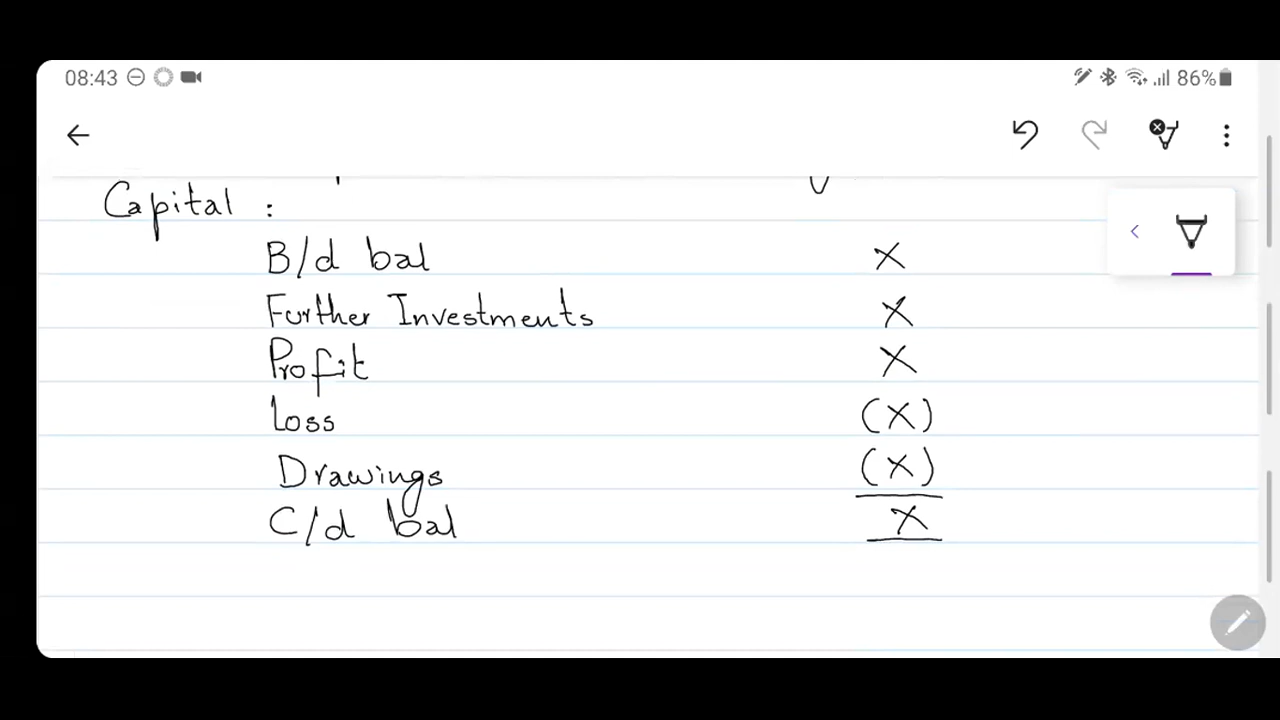 08:43 86%
Capital :
B/d bal X
Further Investments X
Profit X
Loss (X)
Drawings (X)
C/d bal X